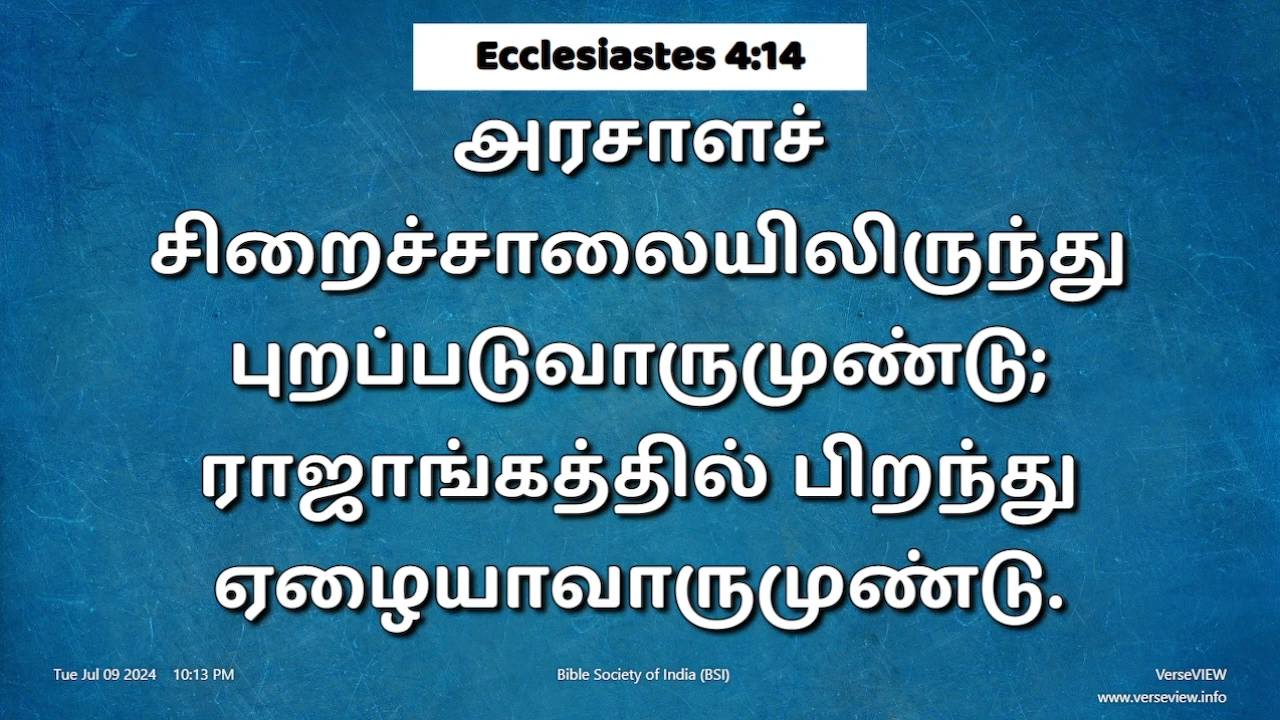 Ecclesiastes 4:14
அரசாளச்
சிறைச்சாலையிலிருந்து
புறப்படுவாருமுண்டு;
ராஜாங்கத்தில் பிறந்து
ஏழையாவாருமுண்டு.
Tue Jul 09 2024 10:13 PM
Bible Society of India (BSI)
VerseVIEW
www.verseview.info